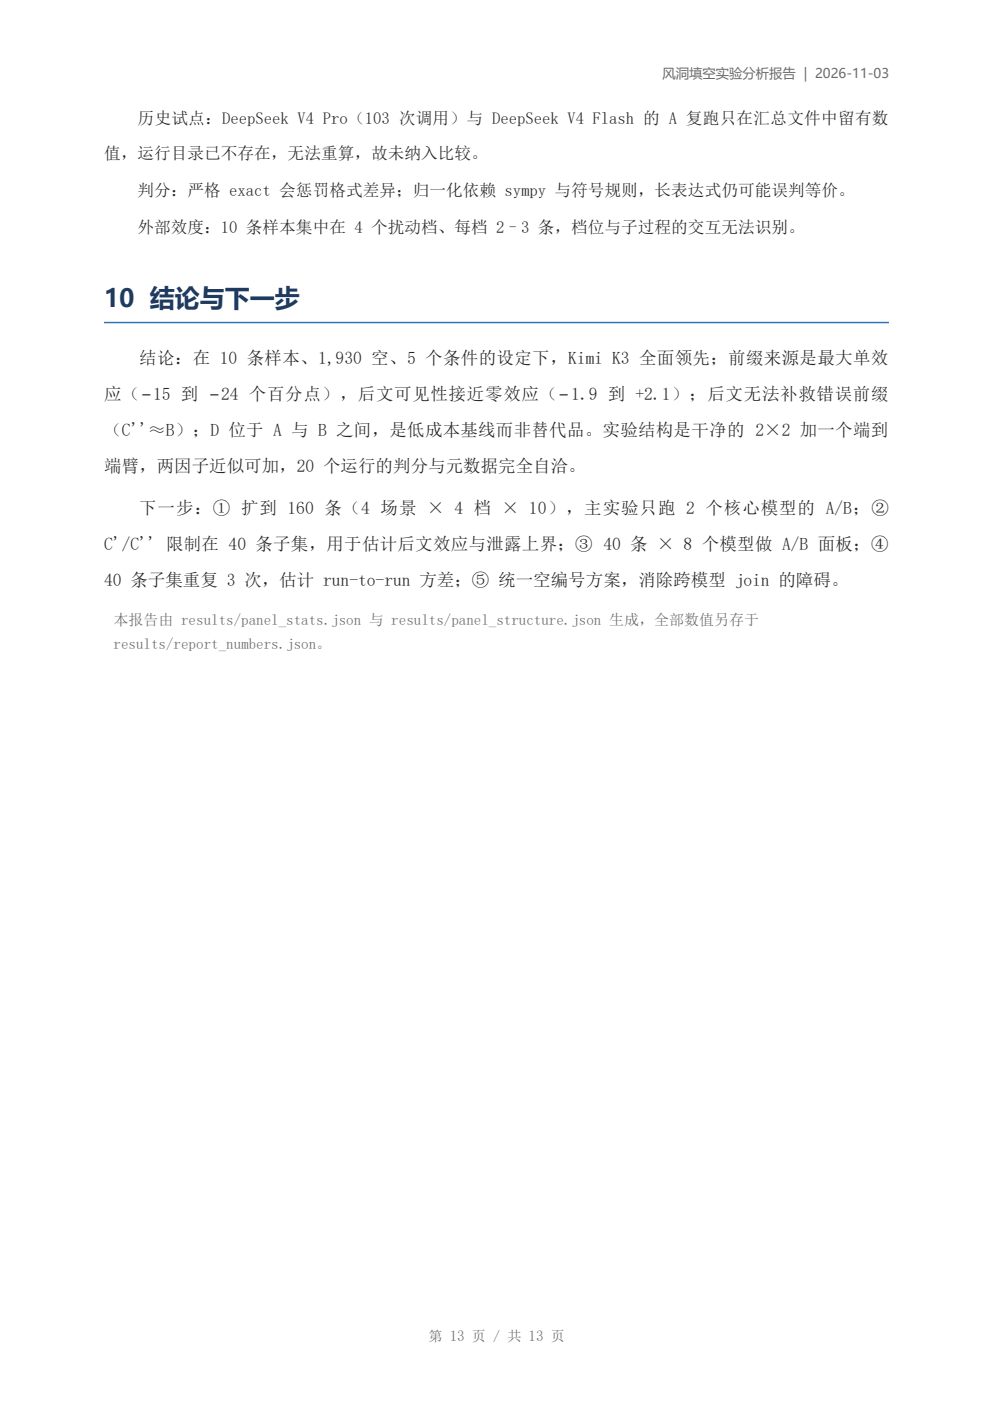 风洞填空实验分析报告 | 2026-11-03
历史试点：DeepSeek V4 Pro（103 次调用）与 DeepSeek V4 Flash 的 A 复跑只在汇总文件中留有数
值，运行目录已不存在，无法重算，故未纳入比较。
判分：严格 exact 会惩罚格式差异；归一化依赖 sympy 与符号规则，长表达式仍可能误判等价。
外部效度：10 条样本集中在 4 个扰动档、每档 2–3 条，档位与子过程的交互无法识别。
10 结论与下一步
结论：在 10 条样本、1,930 空、5 个条件的设定下，Kimi K3 全面领先；前缀来源是最大单效
应（−15 到 −24 个百分点），后文可见性接近零效应（−1.9 到 +2.1）；后文无法补救错误前缀
（C''≈B）；D 位于 A 与 B 之间，是低成本基线而非替代品。实验结构是干净的 2×2 加一个端到
端臂，两因子近似可加，20 个运行的判分与元数据完全自洽。
下一步：① 扩到 160 条（4 场景 × 4 档 × 10），主实验只跑 2 个核心模型的 A/B；②
C'/C'' 限制在 40 条子集，用于估计后文效应与泄露上界；③ 40 条 × 8 个模型做 A/B 面板；④
40 条子集重复 3 次，估计 run-to-run 方差；⑤ 统一空编号方案，消除跨模型 join 的障碍。
本报告由 results/panel_stats.json 与 results/panel_structure.json 生成，全部数值另存于
results/report_numbers.json。
第 13 页 / 共 13 页